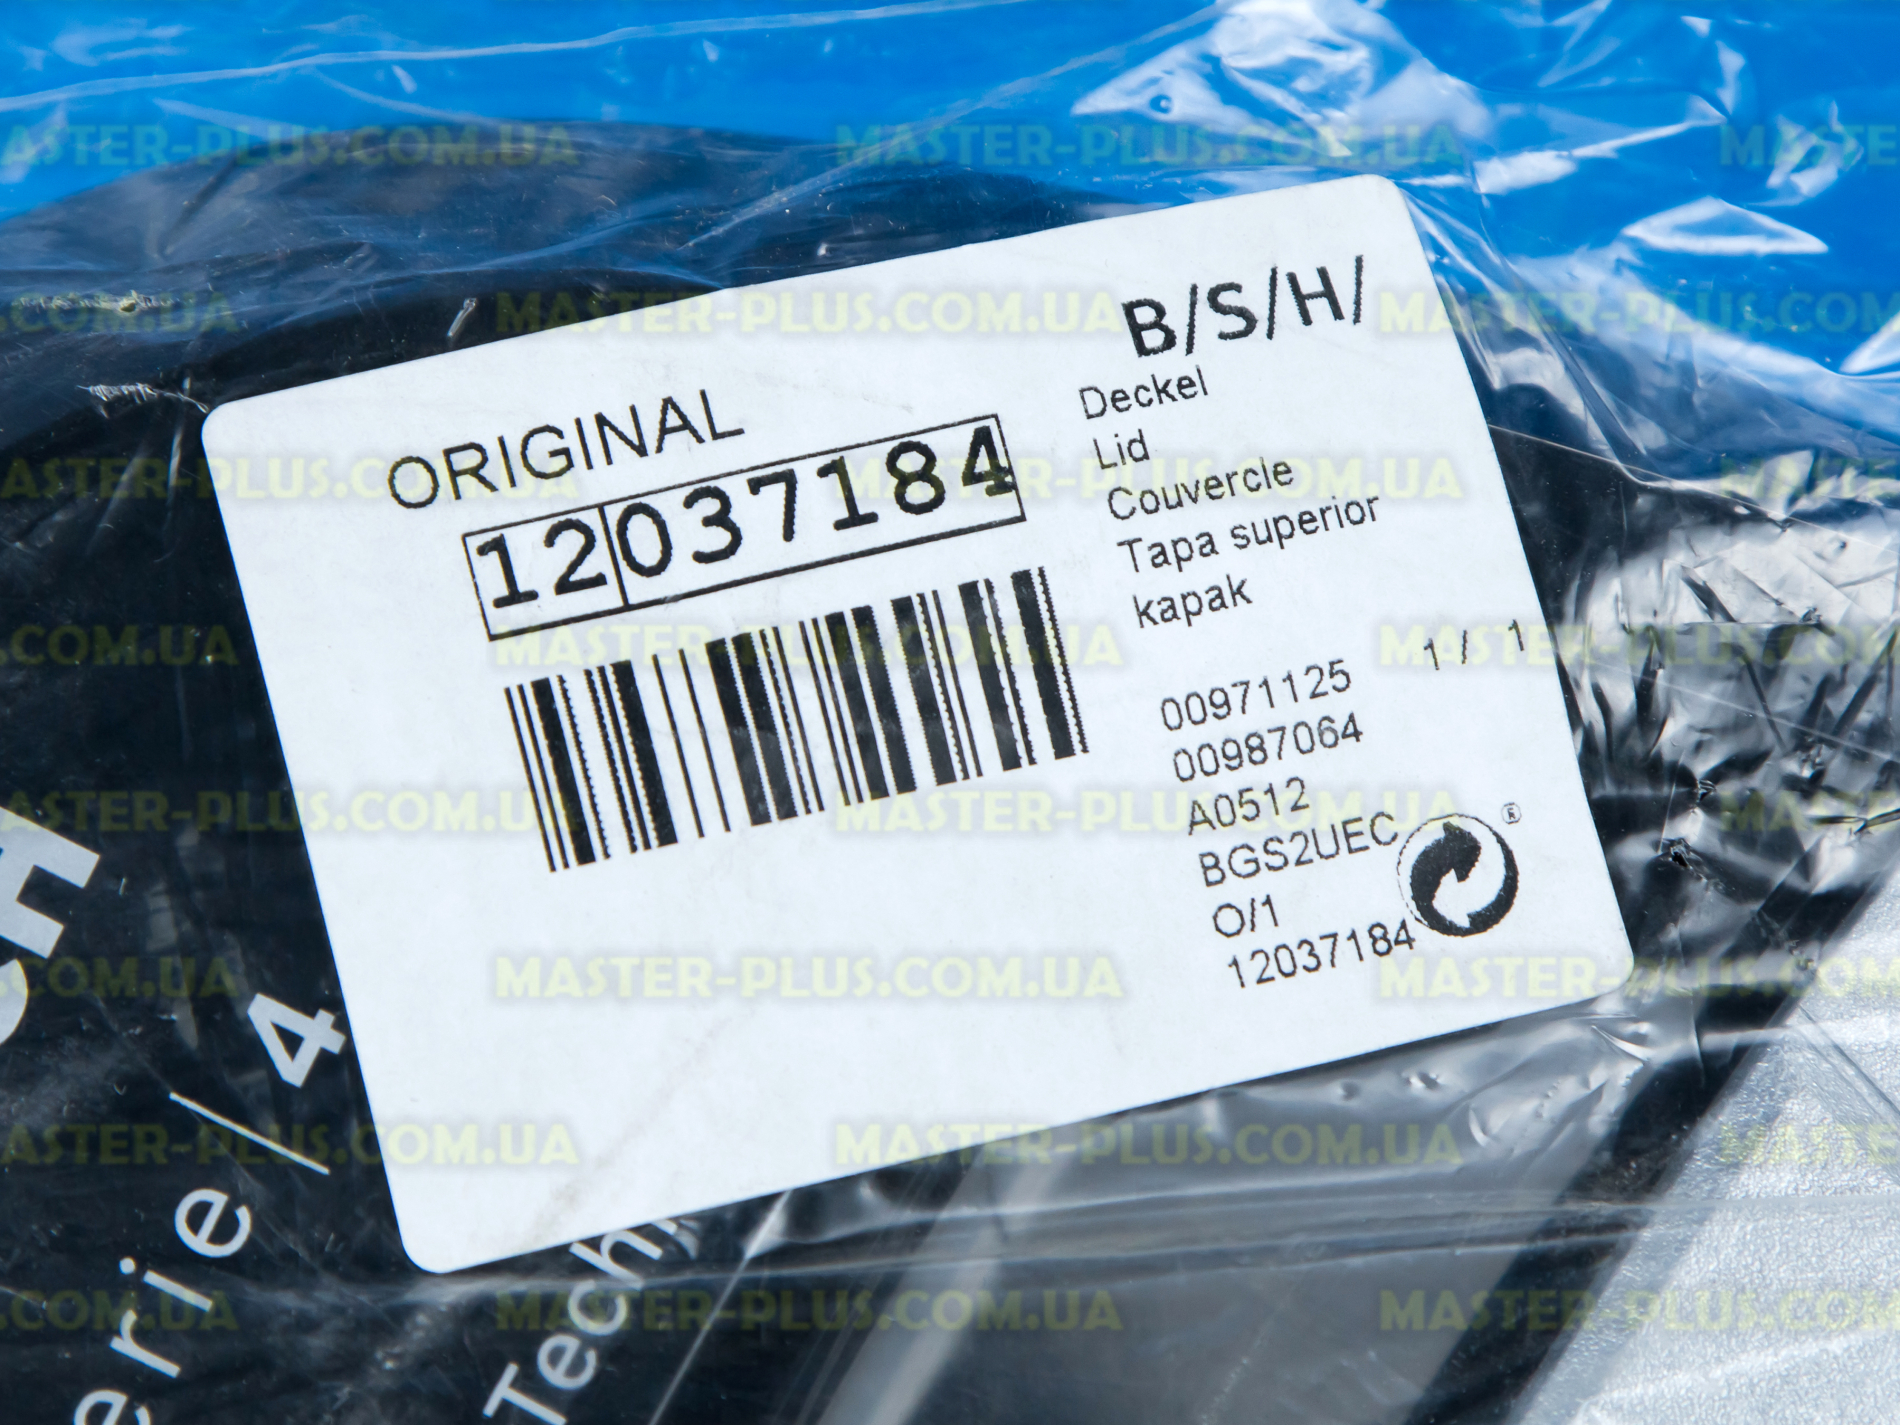 B/S/H/
ORIGINAL
12037184
Deckel
Lid
Couvercle
Tapa superior
kapak
1 / 1
00971125
00987064
A0512
BGS2UEC
O/1
12037184
®
erie / 4
Tech
MASTER-PLUS.COM.UA